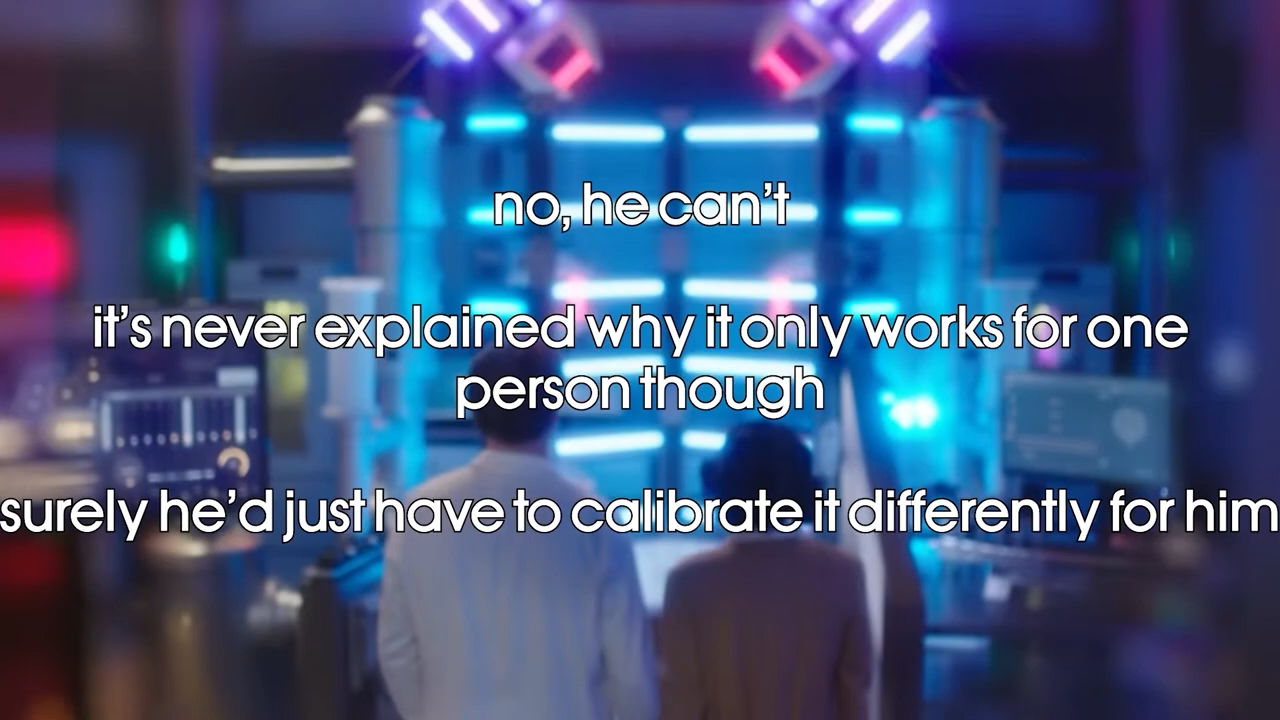 no, he can’t
it’s never explained why it only works for one
person though
surely he’d just have to calibrate it differently for him